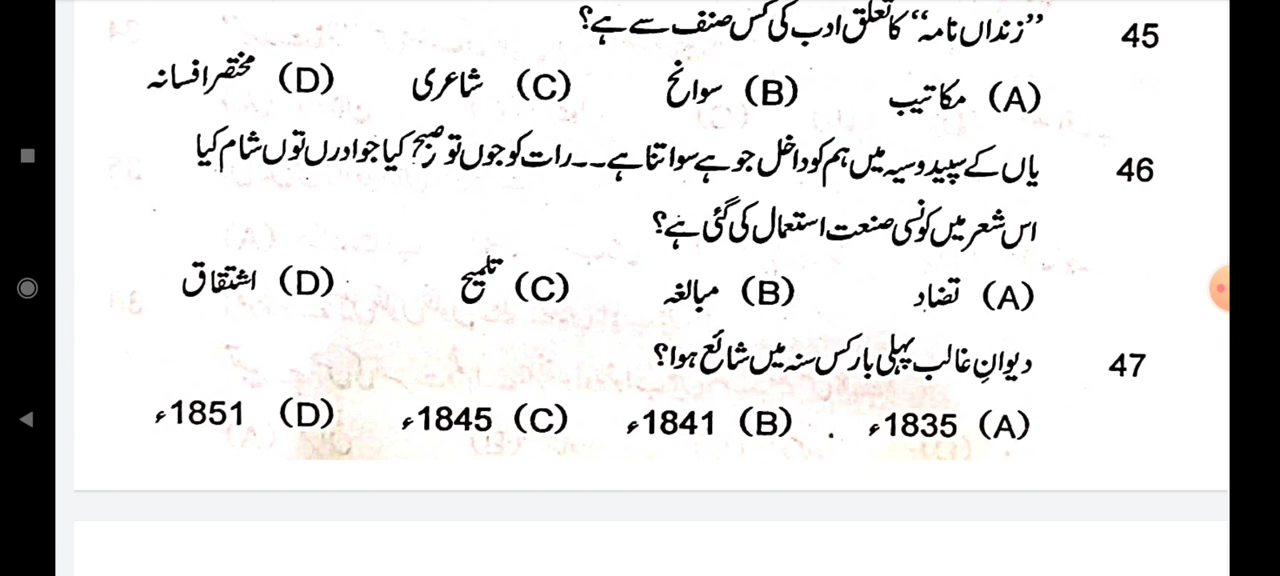 45 ”زنداں نامہ“ کا تعلق ادب کی کس صنف سے ہے؟
(A) مکاتیب (B) سوانح (C) شاعری (D) مختصر افسانہ
46 یاں کے سپید و سیہ میں ہم کو دخل جو ہے سو اتنا ہے۔۔رات کو جوں توں صبح کیا جو اور دن توں شام کیا
اس شعر میں کونسی صنعت استعمال کی گئی ہے؟
(A) تضاد (B) مبالغہ (C) تلمیح (D) اشتقاق
47 دیوانِ غالب پہلی بار کس سنہ میں شائع ہوا؟
(A) 1835ء (B) 1841ء (C) 1845ء (D) 1851ء